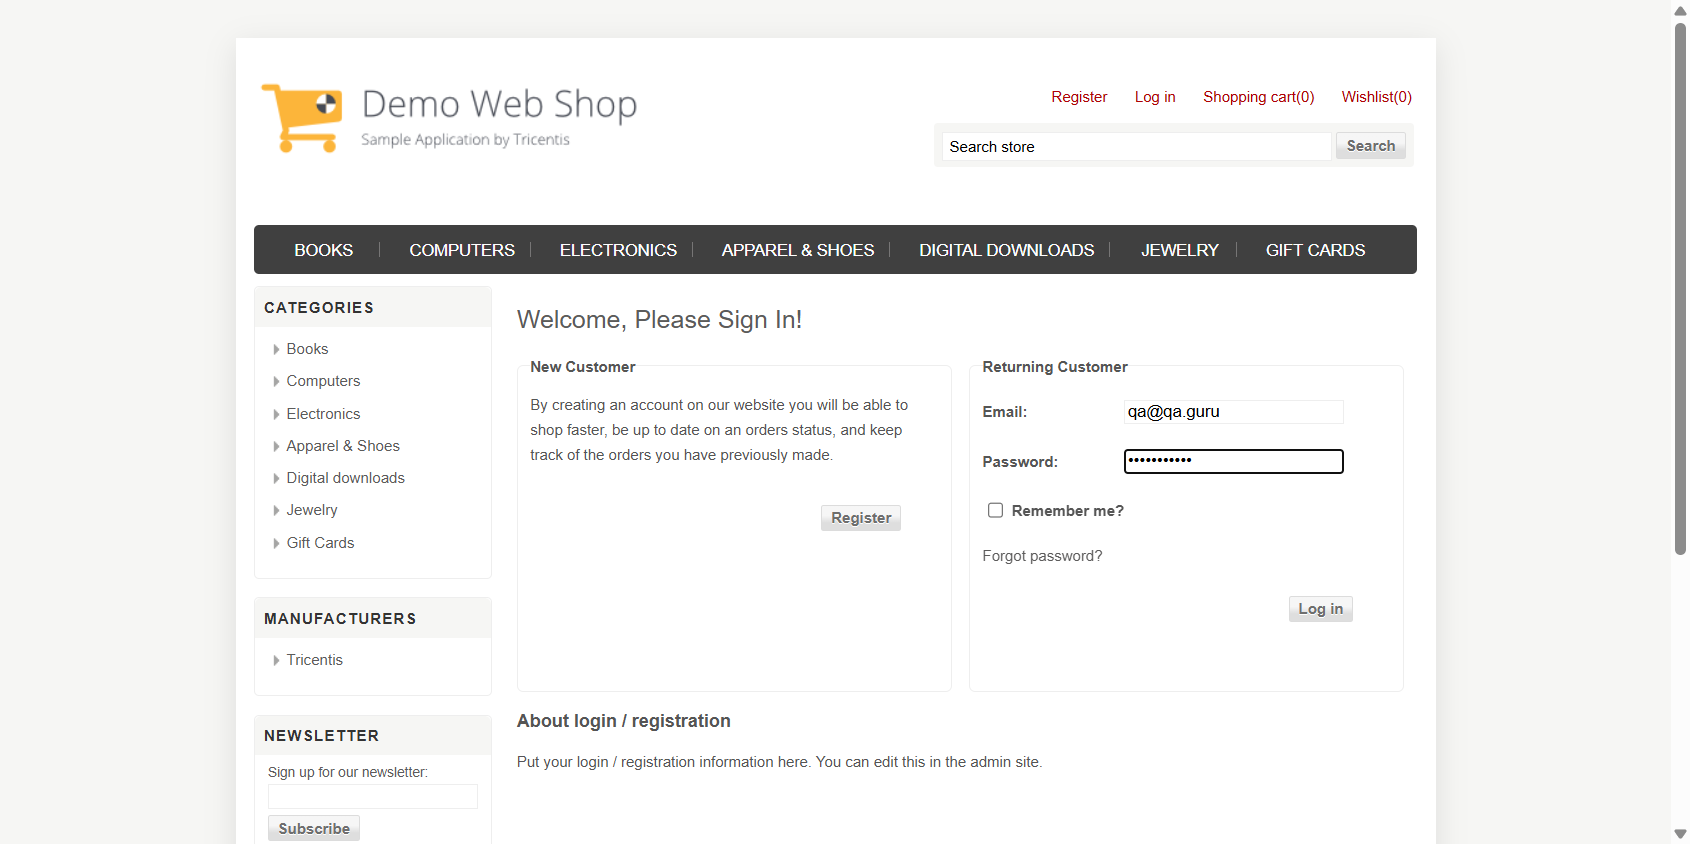 Demo Web Shop
Sample Application by Tricentis
Register Log in Shopping cart(0) Wishlist(0)
Search store Search
BOOKS COMPUTERS ELECTRONICS APPAREL & SHOES DIGITAL DOWNLOADS JEWELRY GIFT CARDS
CATEGORIES
Books
Computers
Electronics
Apparel & Shoes
Digital downloads
Jewelry
Gift Cards
MANUFACTURERS
Tricentis
NEWSLETTER
Sign up for our newsletter:
Subscribe
Welcome, Please Sign In!
New Customer
By creating an account on our website you will be able to
shop faster, be up to date on an orders status, and keep
track of the orders you have previously made.
Register
Returning Customer
Email: qa@qa.guru
Password: •••••••••••
Remember me?
Forgot password?
Log in
About login / registration
Put your login / registration information here. You can edit this in the admin site.